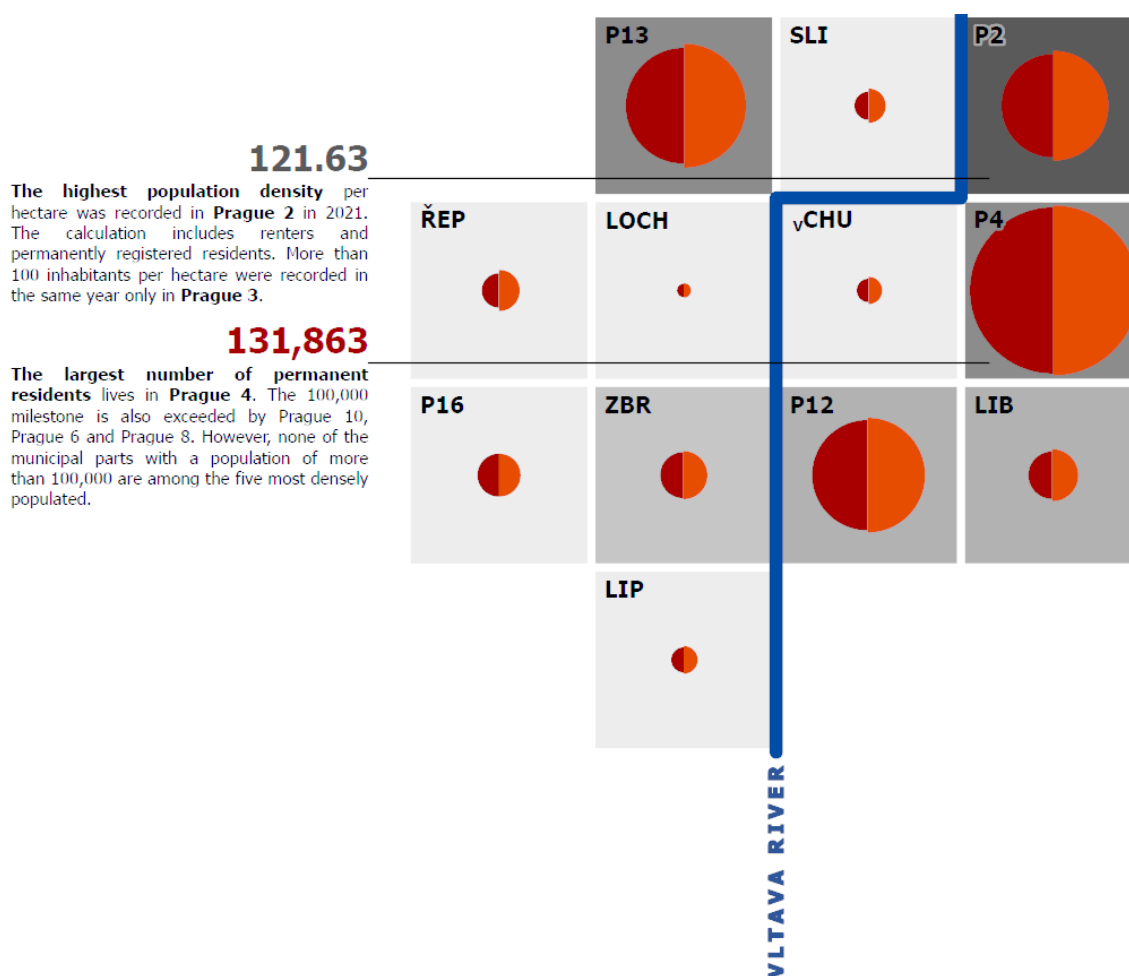 P13
SLI
P2
121.63
The highest population density per
hectare was recorded in Prague 2 in 2021.
The calculation includes renters and
permanently registered residents. More than
100 inhabitants per hectare were recorded in
the same year only in Prague 3.
ŘEP
LOCH
vCHU
P4
131,863
The largest number of permanent
residents lives in Prague 4. The 100,000
milestone is also exceeded by Prague 10,
Prague 6 and Prague 8. However, none of the
municipal parts with a population of more
than 100,000 are among the five most densely
populated.
P16
ZBR
P12
LIB
LIP
VLTAVA RIVER